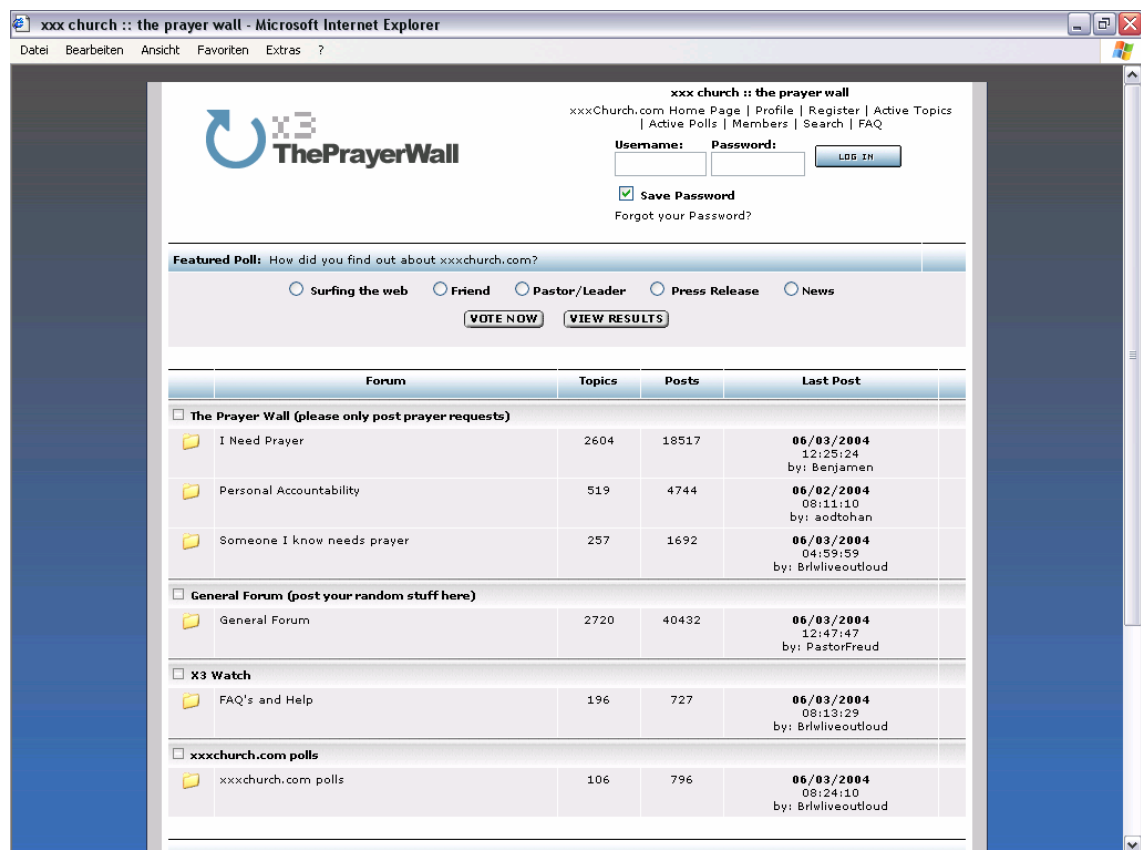 xxx church :: the prayer wall - Microsoft Internet Explorer
Datei Bearbeiten Ansicht Favoriten Extras ?
x3
ThePrayerWall
xxx church :: the prayer wall
xxxChurch.com Home Page | Profile | Register | Active Topics
| Active Polls | Members | Search | FAQ
Username: Password:
LOG IN
Save Password
Forgot your Password?
Featured Poll: How did you find out about xxxchurch.com?
Surfing the web Friend Pastor/Leader Press Release News
VOTE NOW VIEW RESULTS
Forum Topics Posts Last Post
The Prayer Wall (please only post prayer requests)
I Need Prayer 2604 18517 06/03/2004
12:25:24
by: Benjamen
Personal Accountability 519 4744 06/02/2004
08:11:10
by: aodtohan
Someone I know needs prayer 257 1692 06/03/2004
04:59:59
by: Brlwliveoutloud
General Forum (post your random stuff here)
General Forum 2720 40432 06/03/2004
12:47:47
by: PastorFreud
X3 Watch
FAQ's and Help 196 727 06/03/2004
08:13:29
by: Brlwliveoutloud
xxxchurch.com polls
xxxchurch.com polls 106 796 06/03/2004
08:24:10
by: Brlwliveoutloud